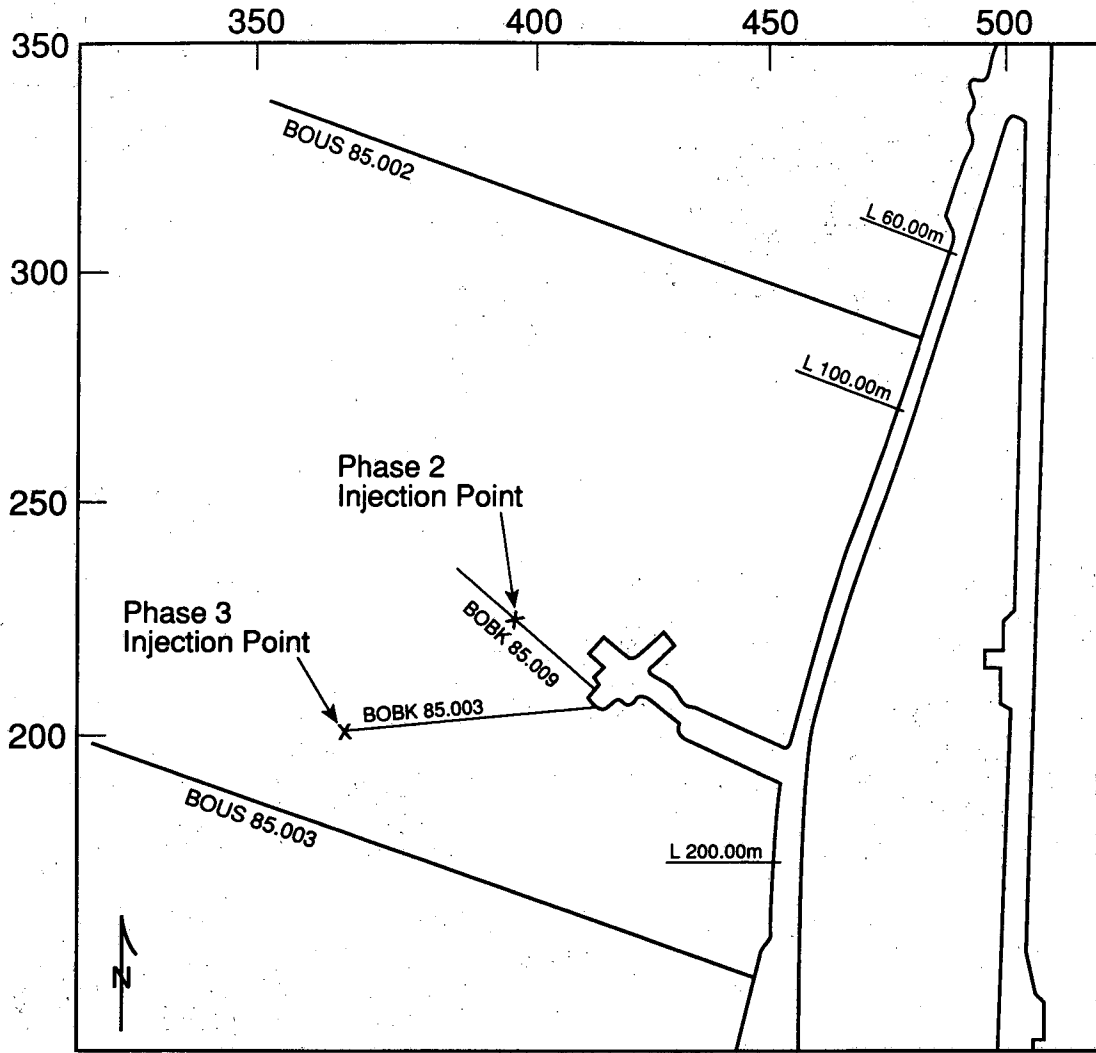 350 400 450 500
350
BOUS 85.002
L 60.00m
300
L 100.00m
Phase 2
Injection Point
250
BOBK 85.009
Phase 3
Injection Point
BOBK 85.003
200
BOUS 85.003
L 200.00m
N